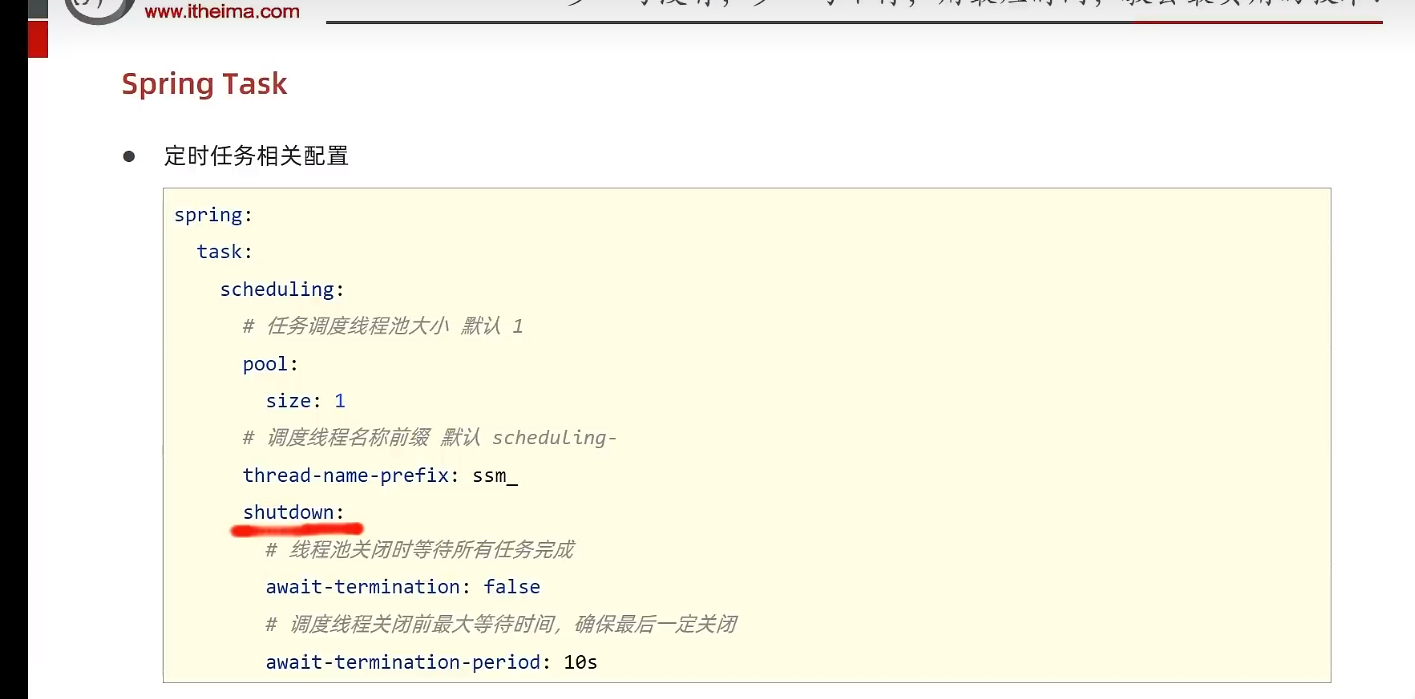 www.itheima.com
Spring Task
● 定时任务相关配置
spring:
task:
scheduling:
# 任务调度线程池大小 默认 1
pool:
size: 1
# 调度线程名称前缀 默认 scheduling-
thread-name-prefix: ssm_
shutdown:
# 线程池关闭时等待所有任务完成
await-termination: false
# 调度线程关闭前最大等待时间，确保最后一定关闭
await-termination-period: 10s